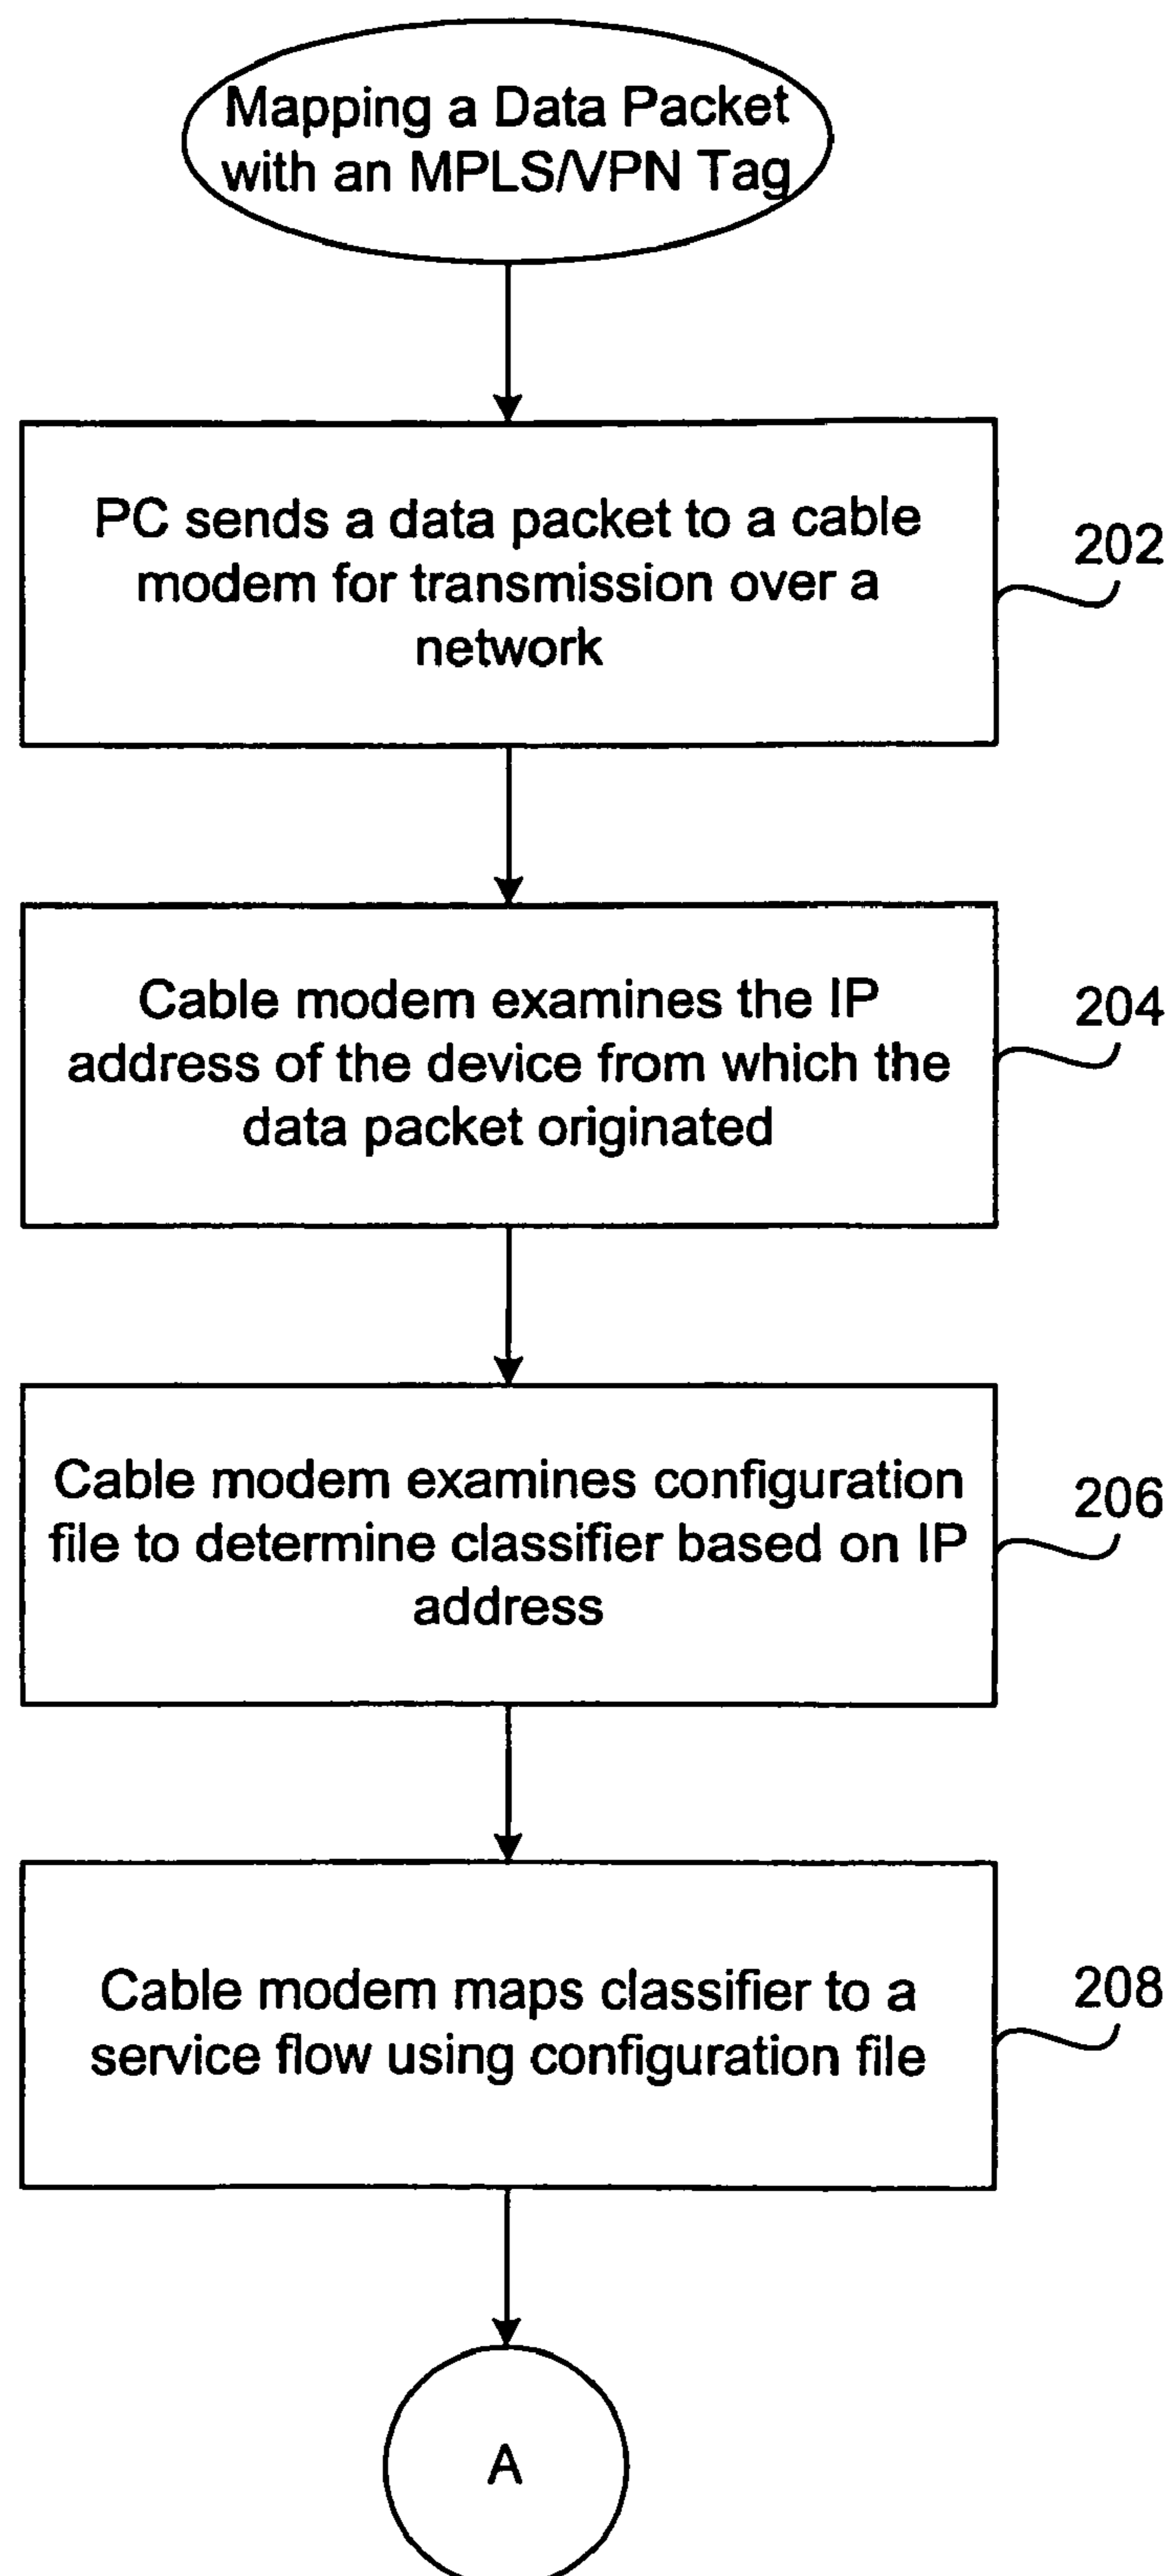 Mapping a Data Packet
with an MPLS/VPN Tag
PC sends a data packet to a cable
modem for transmission over a
network
202
Cable modem examines the IP
address of the device from which the
data packet originated
204
Cable modem examines configuration
file to determine classifier based on IP
address
206
Cable modem maps classifier to a
service flow using configuration file
208
A